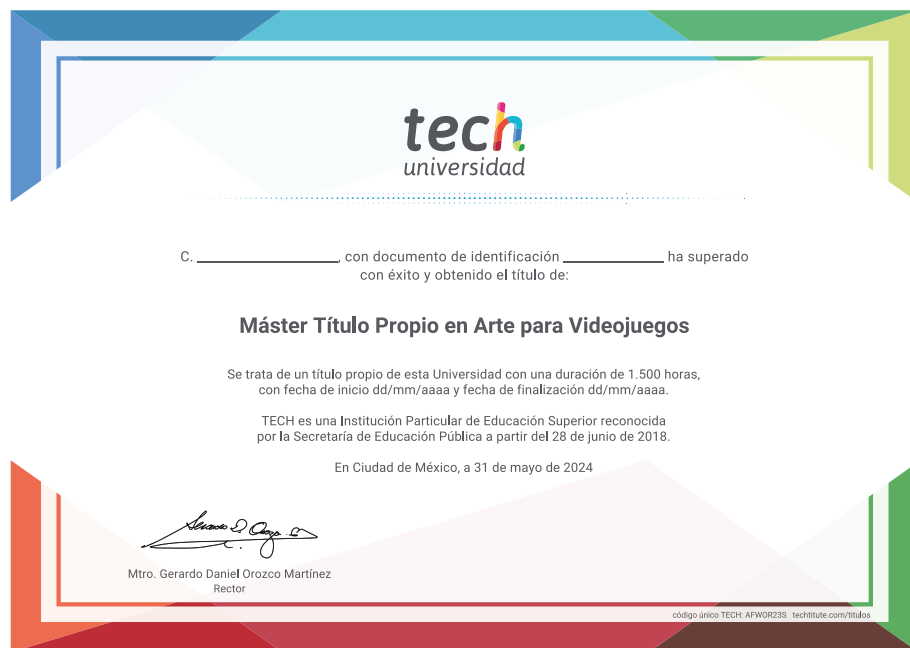 tech
universidad
C. ____________, con documento de identificación ____________ ha superado
con éxito y obtenido el título de:
Máster Título Propio en Arte para Videojuegos
Se trata de un título propio de esta Universidad con una duración de 1.500 horas,
con fecha de inicio dd/mm/aaaa y fecha de finalización dd/mm/aaaa.
TECH es una Institución Particular de Educación Superior reconocida
por la Secretaría de Educación Pública a partir del 28 de junio de 2018.
En Ciudad de México, a 31 de mayo de 2024
Mtro. Gerardo Daniel Orozco Martínez
Rector
código único TECH: AFWOR23S techtitute.com/titulos